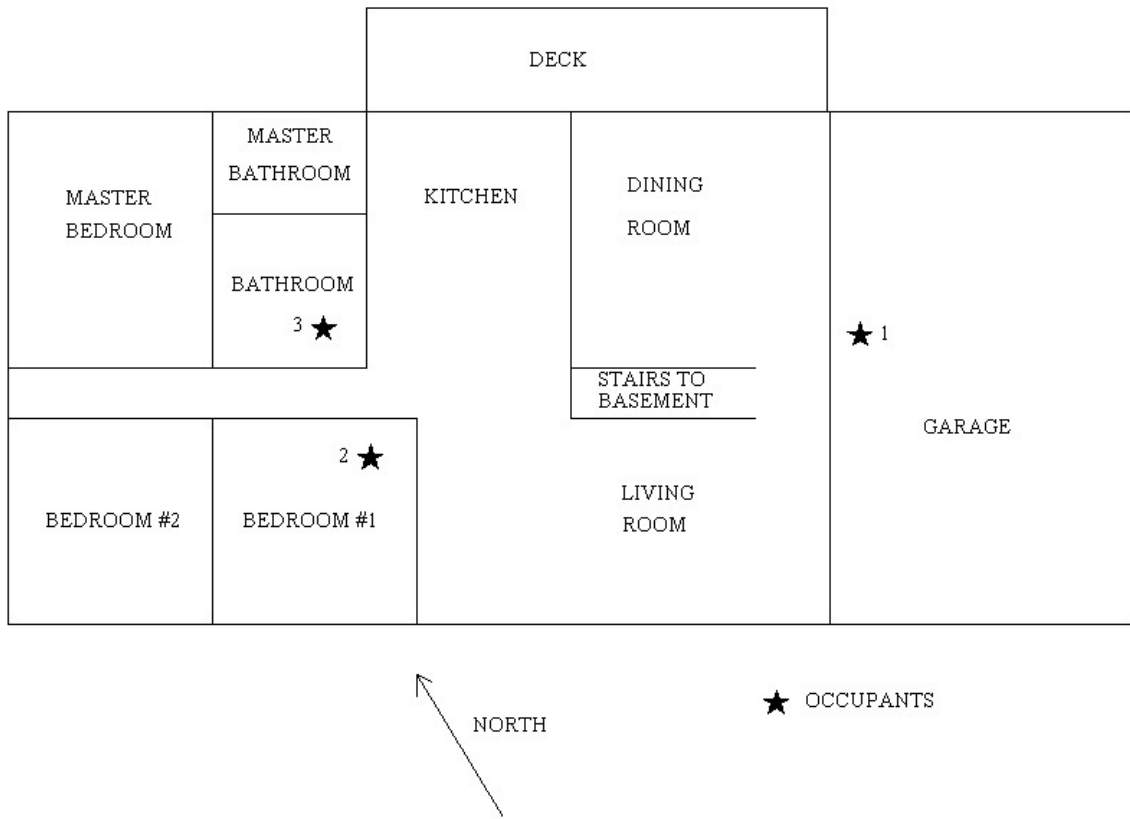 DECK
MASTER
BATHROOM
MASTER
BEDROOM
KITCHEN
DINING
ROOM
BATHROOM
3
1
STAIRS TO
BASEMENT
GARAGE
2
BEDROOM #2
BEDROOM #1
LIVING
ROOM
NORTH
OCCUPANTS